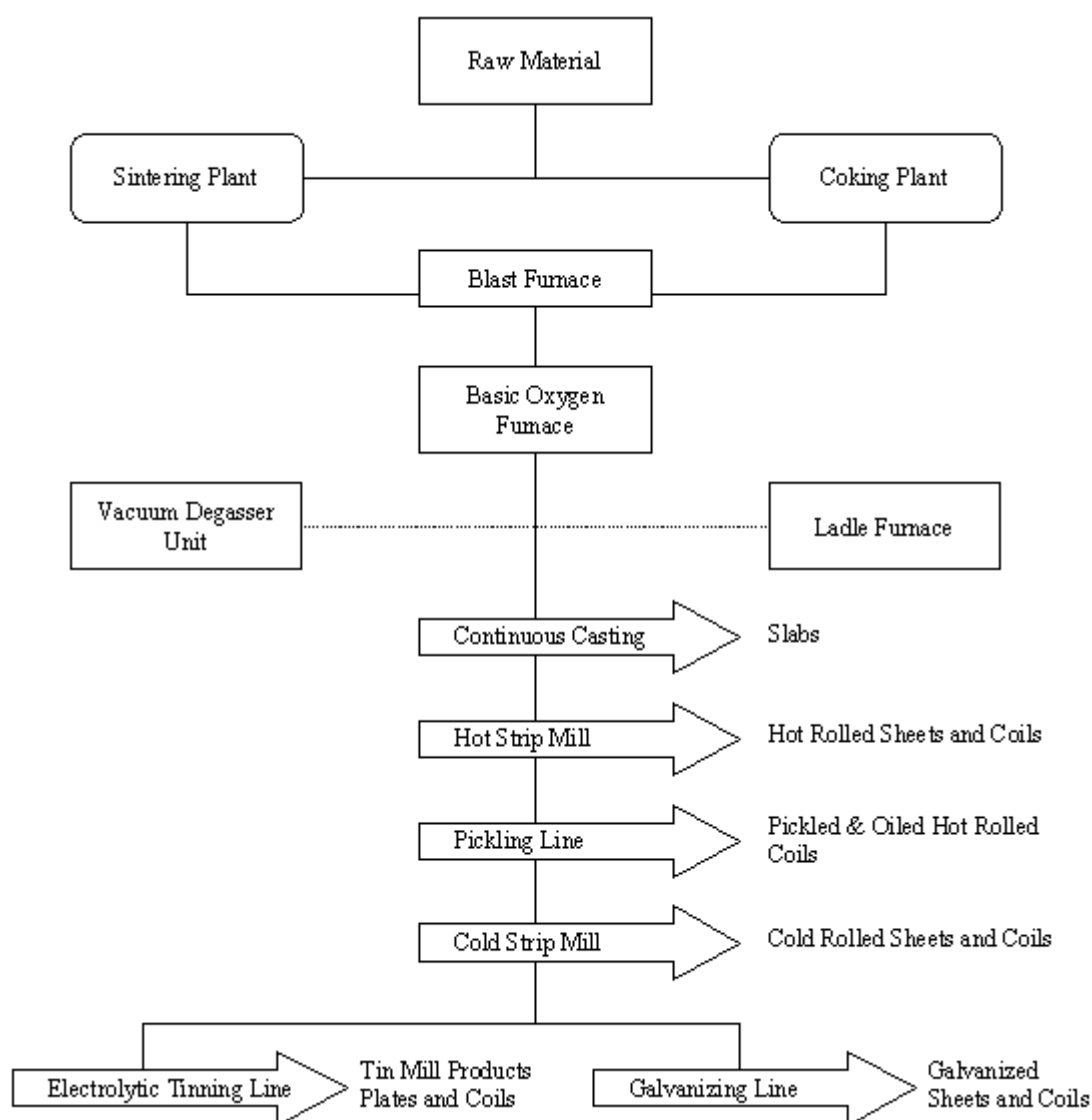 Raw Material
Sintering Plant
Coking Plant
Blast Furnace
Basic Oxygen
Furnace
Vacuum Degasser
Unit
Ladle Furnace
Continuous Casting
Slabs
Hot Strip Mill
Hot Rolled Sheets and Coils
Pickling Line
Pickled & Oiled Hot Rolled
Coils
Cold Strip Mill
Cold Rolled Sheets and Coils
Electrolytic Tinning Line
Tin Mill Products
Plates and Coils
Galvanizing Line
Galvanized
Sheets and Coils